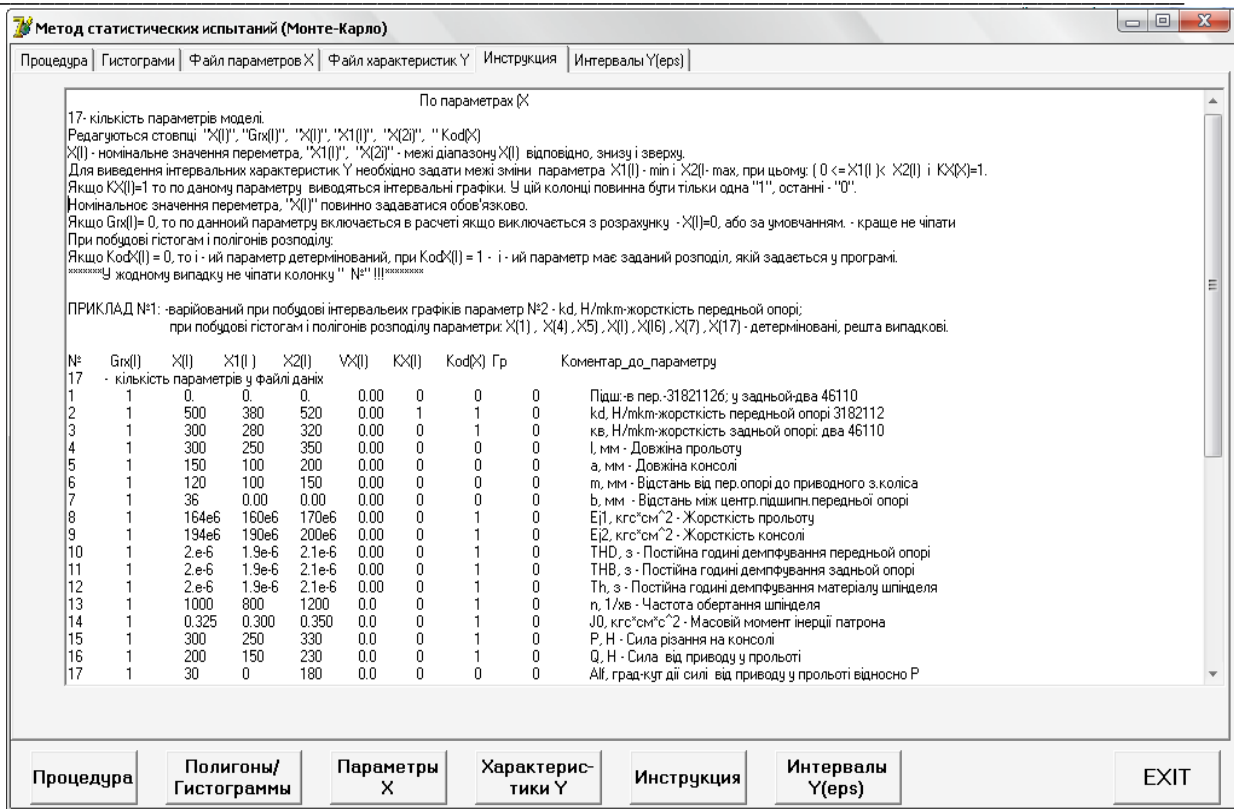 Метод статистических испытаний (Монте-Карло)
Процедура Гистограми Файл параметров X Файл характеристик Y Инструкция Интервалы Y(eps)
По параметрах (X
17- кількість параметрів моделі.
Редагуються стовпці "X(I)", "Grx(I)", "X(I)", "X1(I)", "X(2i)", " Kod(X)
X(I) - номінальне значення переметра, "X1(I)", "X(2i)" - межі діапазону X(I) відповідно, знизу і зверху.
Для виведення інтервальних характеристик Y необхідно задати межі зміни параметра X1(I) - min і X2(I- max, при цьому: ( 0 <= X1(I )< X2(I) і KX(X)=1.
Якщо KX(I)=1 то по даному параметру виводяться інтервальні графіки. У цій колонці повинна бути тільки одна "1", останні - "0".
Номінальноє значення переметра, "X(I)" повинно задаватися обов'язково.
Якщо Grx(I)= 0, то по данноий параметру включається в расчеті якщо виключається з розрахунку - X(I)=0, або за умовчанням. - краще не чіпати
При побудові гістогам і полігонів розподілу:
Якщо KodX(I) = 0, то і - ий параметр детермінований, при KodX(I) = 1 - і - ий параметр має заданий розподіл, якій задається у програмі.
*******У жодному випадку не чіпати колонку " №" !!!********
ПРИКЛАД №1: -варійований при побудові інтервальеих графіків параметр №2 - kd, Н/mkm-жорсткість передньой опорі;
при побудові гістогам і полігонів розподілу параметри: X(1) , X(4) , X5) , X(I) , X(I6) , X(7) , X(17) - детерміновані, решта випадкові.
№ Grx(I) X(I) X1(I ) X2(I) VX(I) KX(I) Kod(X) Гр Коментар_до_параметру
17 - кількість параметрів у файлі даніх
1 1 0. 0. 0. 0.00 0 0 0 Підш:-в пер.-31821126; у задньой-два 46110
2 1 500 380 520 0.00 1 1 0 kd, Н/mkm-жорсткість передньой опорі 3182112
3 1 300 280 320 0.00 0 1 0 кв, Н/mkm-жорсткість задньой опорі: два 46110
4 1 300 250 350 0.00 0 0 0 l, мм - Довжіна прольоту
5 1 150 100 200 0.00 0 0 0 a, мм - Довжіна консолі
6 1 120 100 150 0.00 0 0 0 m, мм - Відстань від пер.опорі до приводного з.коліса
7 1 36 0.00 0.00 0.00 0 0 0 b, мм - Відстань між центр.підшипн.передньої опорі
8 1 164e6 160e6 170e6 0.00 0 1 0 Ej1, кгс*см^2 - Жорсткість прольоту
9 1 194e6 190e6 200e6 0.00 0 1 0 Ej2, кгс*см^2 - Жорсткість консолі
10 1 2.e-6 1.9e-6 2.1e-6 0.00 0 1 0 THD, з - Постійна годині демпфування передньой опорі
11 1 2.e-6 1.9e-6 2.1e-6 0.00 0 1 0 THB, з - Постійна годині демпфування задньой опорі
12 1 2.e-6 1.9e-6 2.1e-6 0.00 0 1 0 Th, з - Постійна годині демпфування матеріалу шпінделя
13 1 1000 800 1200 0.0 0 1 0 n, 1/хв - Частота обертання шпінделя
14 1 0.325 0.300 0.350 0.0 0 1 0 J0, кгс*см*с^2 - Масовій момент інерції патрона
15 1 300 250 330 0.0 0 1 0 P, Н - Сила різання на консолі
16 1 200 150 230 0.0 0 1 0 Q, Н - Сила від приводу у прольоті
17 1 30 0 180 0.0 0 0 0 Alf, град-кут дії силі від приводу у прольоті відносно P
Процедура Полигоны/ Гистограммы Параметры X Характерис- тики Y Инструкция Интервалы Y(eps) EXIT